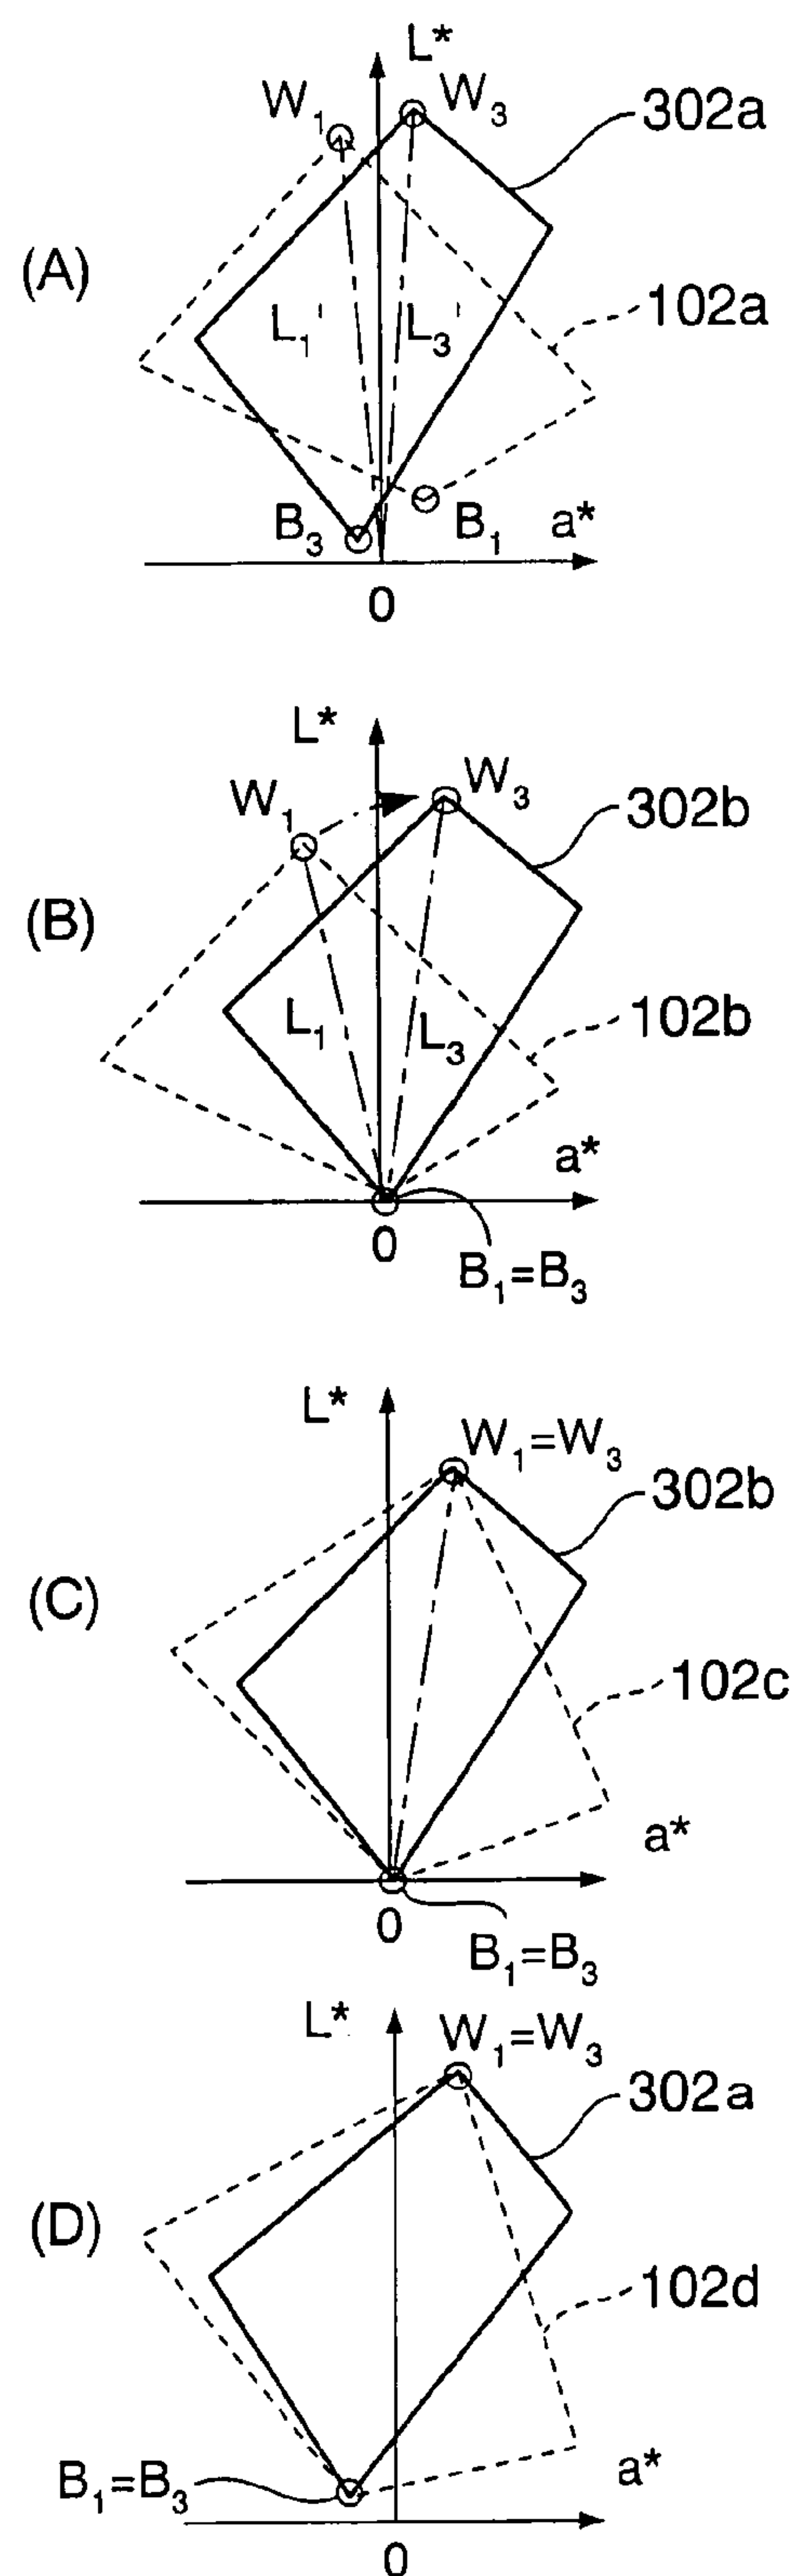 L*
W₁ W₃
302a
(A)
102a
L₁' L₃'
B₃ B₁ a*
0
L*
W₁ W₃
302b
(B)
102b
L₁ L₃
a*
0
B₁=B₃
L*
W₁=W₃
302b
(C)
102c
a*
0
B₁=B₃
L*
W₁=W₃
302a
(D)
102d
B₁=B₃ a*
0